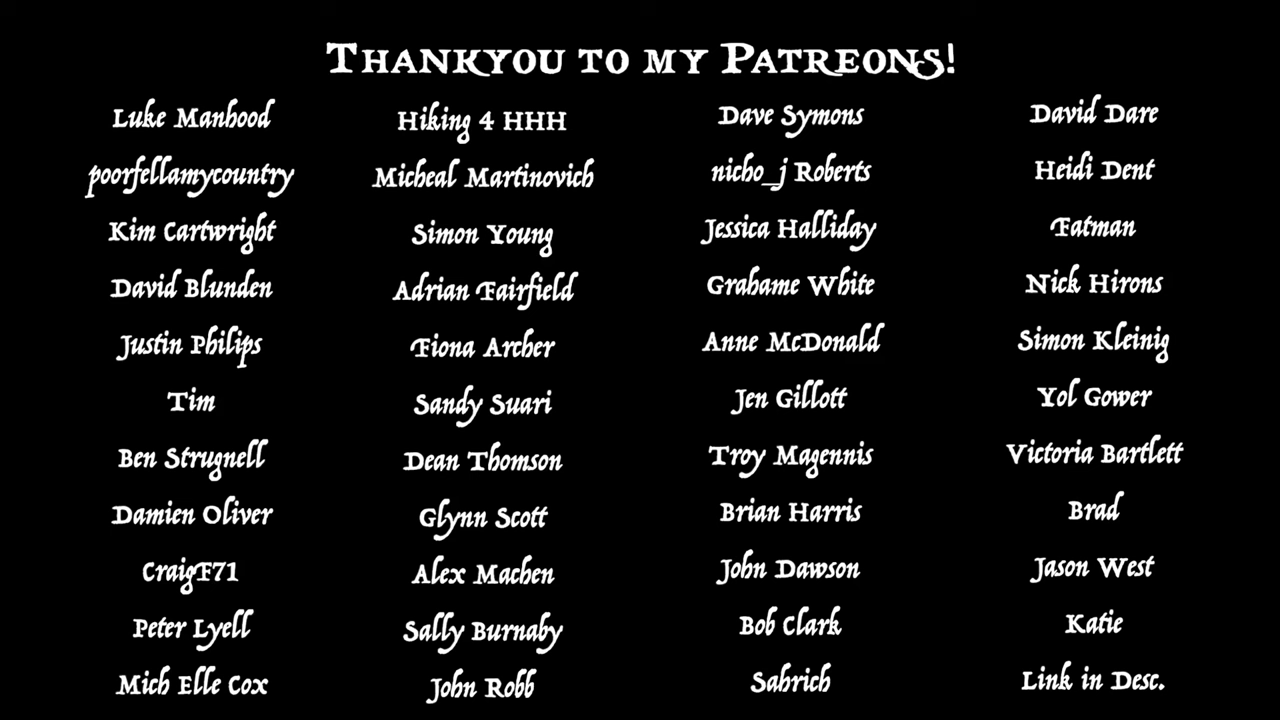 Thankyou to my Patreons!
Luke Manhood
poorfellamycountry
Kim Cartwright
David Blunden
Justin Philips
Tim
Ben Strugnell
Damien Oliver
CraigF71
Peter Lyell
Mich Elle Cox
Hiking 4 HHH
Micheal Martinovich
Simon Young
Adrian Fairfield
Fiona Archer
Sandy Suari
Dean Thomson
Glynn Scott
Alex Machen
Sally Burnaby
John Robb
Dave Symons
nicho_j Roberts
Jessica Halliday
Grahame White
Anne McDonald
Jen Gillott
Troy Magennis
Brian Harris
John Dawson
Bob Clark
Sahrich
David Dare
Heidi Dent
Fatman
Nick Hirons
Simon Kleinig
Yol Gower
Victoria Bartlett
Brad
Jason West
Katie
Link in Desc.